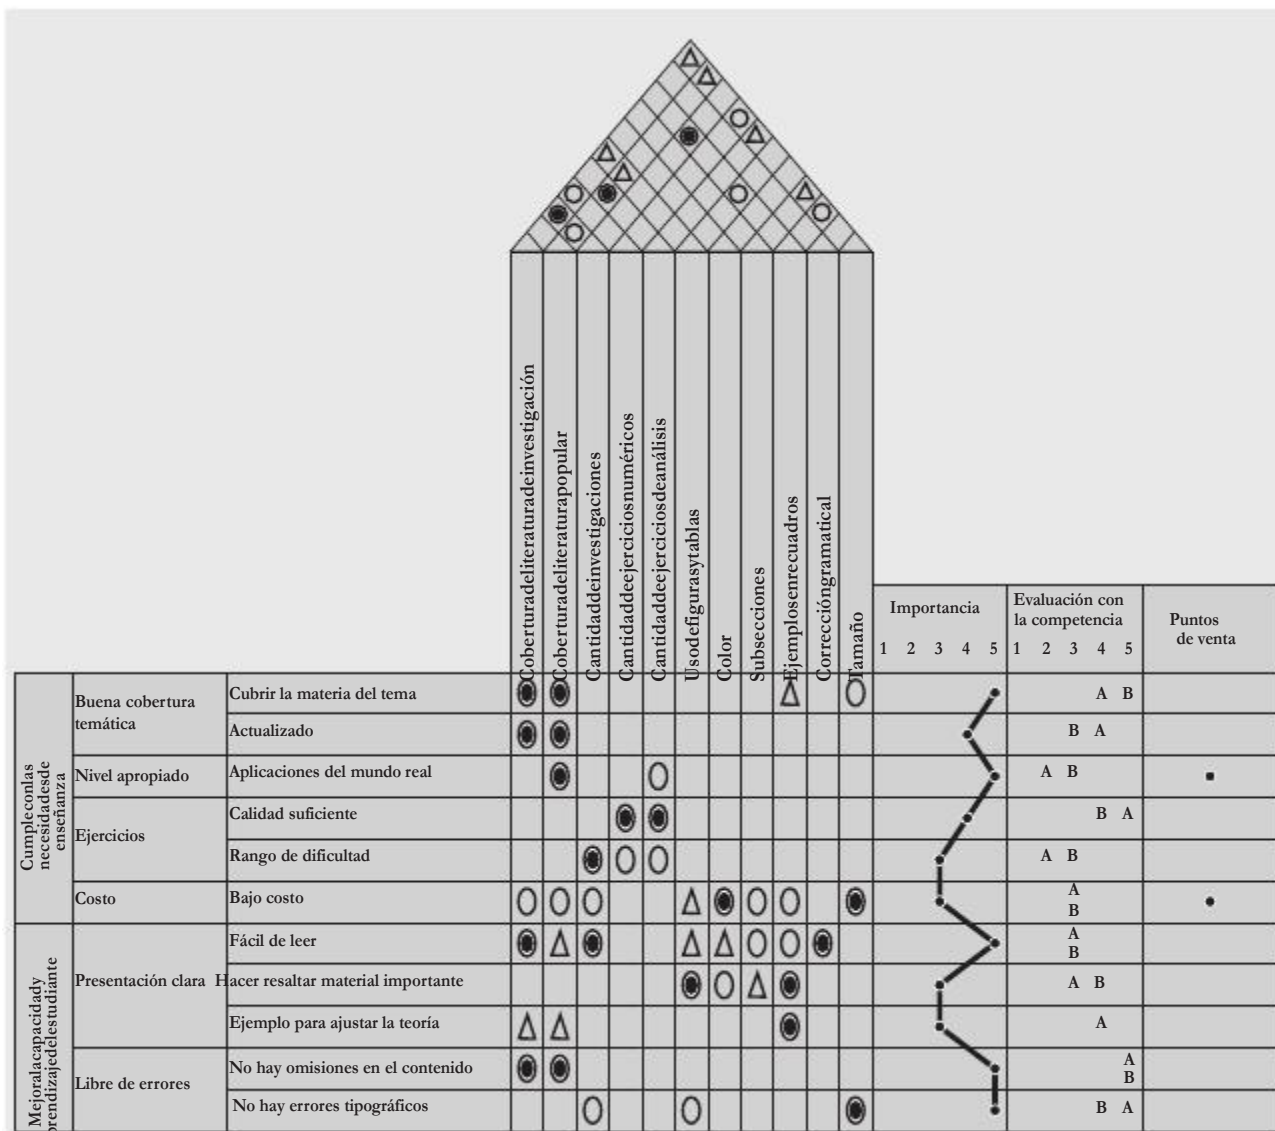 Coberturadeliteraturadeinvestigación
Coberturadeliteraturapopular
Cantidaddeinvestigaciones
Cantidaddeejerciciosnuméricos
Cantidaddeejerciciosdeanálisis
Usodefigurasytablas
Color
Subsecciones
Ejemplosenrecuadros
Correccióngramatical
Tamaño
Importancia
1 2 3 4 5
Evaluación con
la competencia
1 2 3 4 5
Puntos
de venta
Cumpleconlas
necesidadesde
enseñanza
Buena cobertura
temática
Cubrir la materia del tema
A B
Actualizado
B A
Nivel apropiado
Aplicaciones del mundo real
A B
Ejercicios
Calidad suficiente
B A
Rango de dificultad
A B
Costo
Bajo costo
A
B
Mejoralacapacidady
prendizajedelestudiante
Presentación clara
Fácil de leer
A
B
Hacer resaltar material importante
A B
Ejemplo para ajustar la teoría
A
Libre de errores
No hay omisiones en el contenido
A
B
No hay errores tipográficos
B A